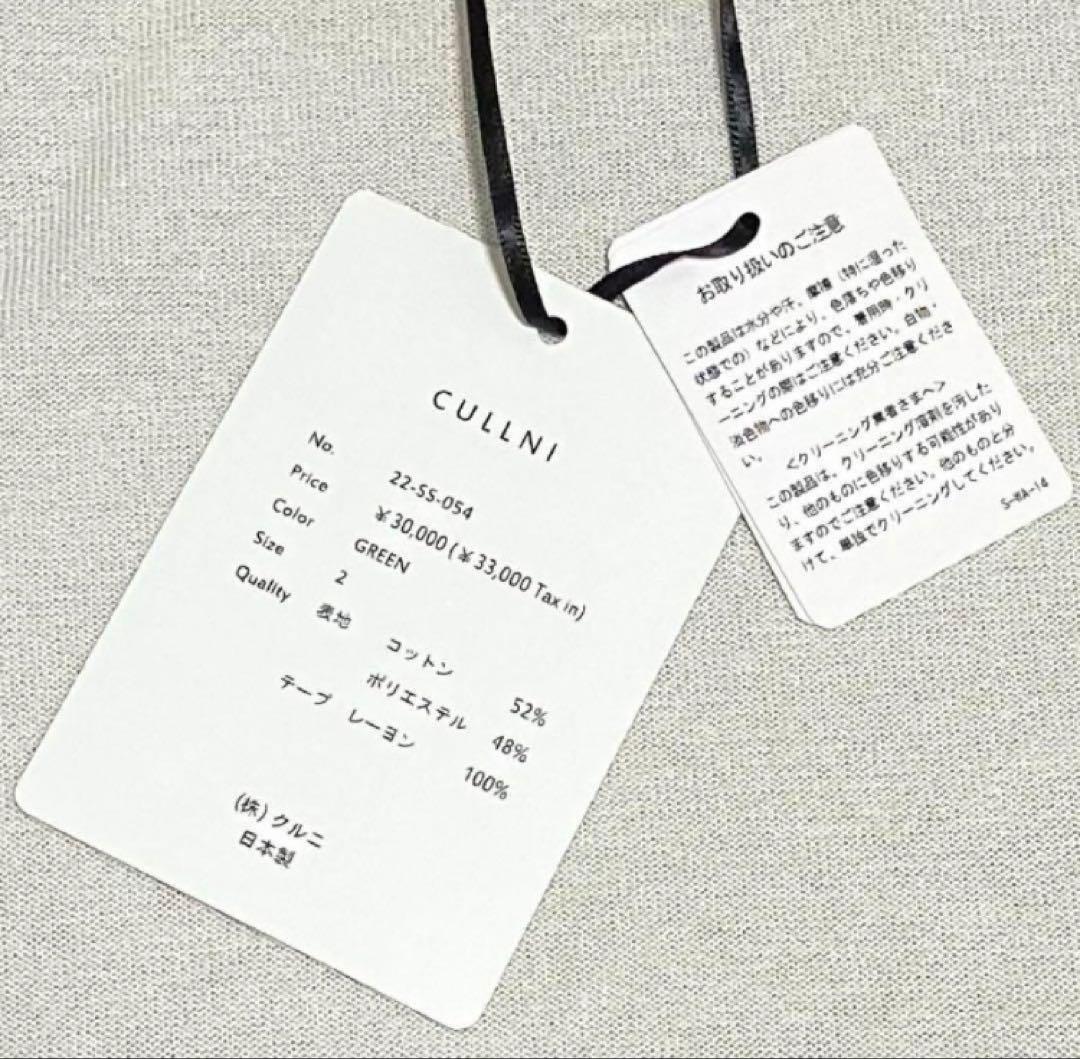 CULLNI
No. 22-SS-054
Price ¥30,000 (¥33,000 Tax in)
Color GREEN
Size 2
Quality 表地 コットン 52%
ポリエステル 48%
テープ レーヨン 100%
(株)クルニ
日本製
お取り扱いのご注意
この製品は水分や汗、摩擦（特に湿った
状態での）などにより、色落ちや色移り
することがありますので、着用時・クリ
ーニングの際はご注意ください。白物・
淡色物への色移りには充分ご注意くださ
い。
＜クリーニング業者さまへ＞
この製品は、クリーニング溶剤を汚した
り、他のものに色移りする可能性があり
ますのでご注意ください。他のものと分
けて、単独でクリーニングしてください。